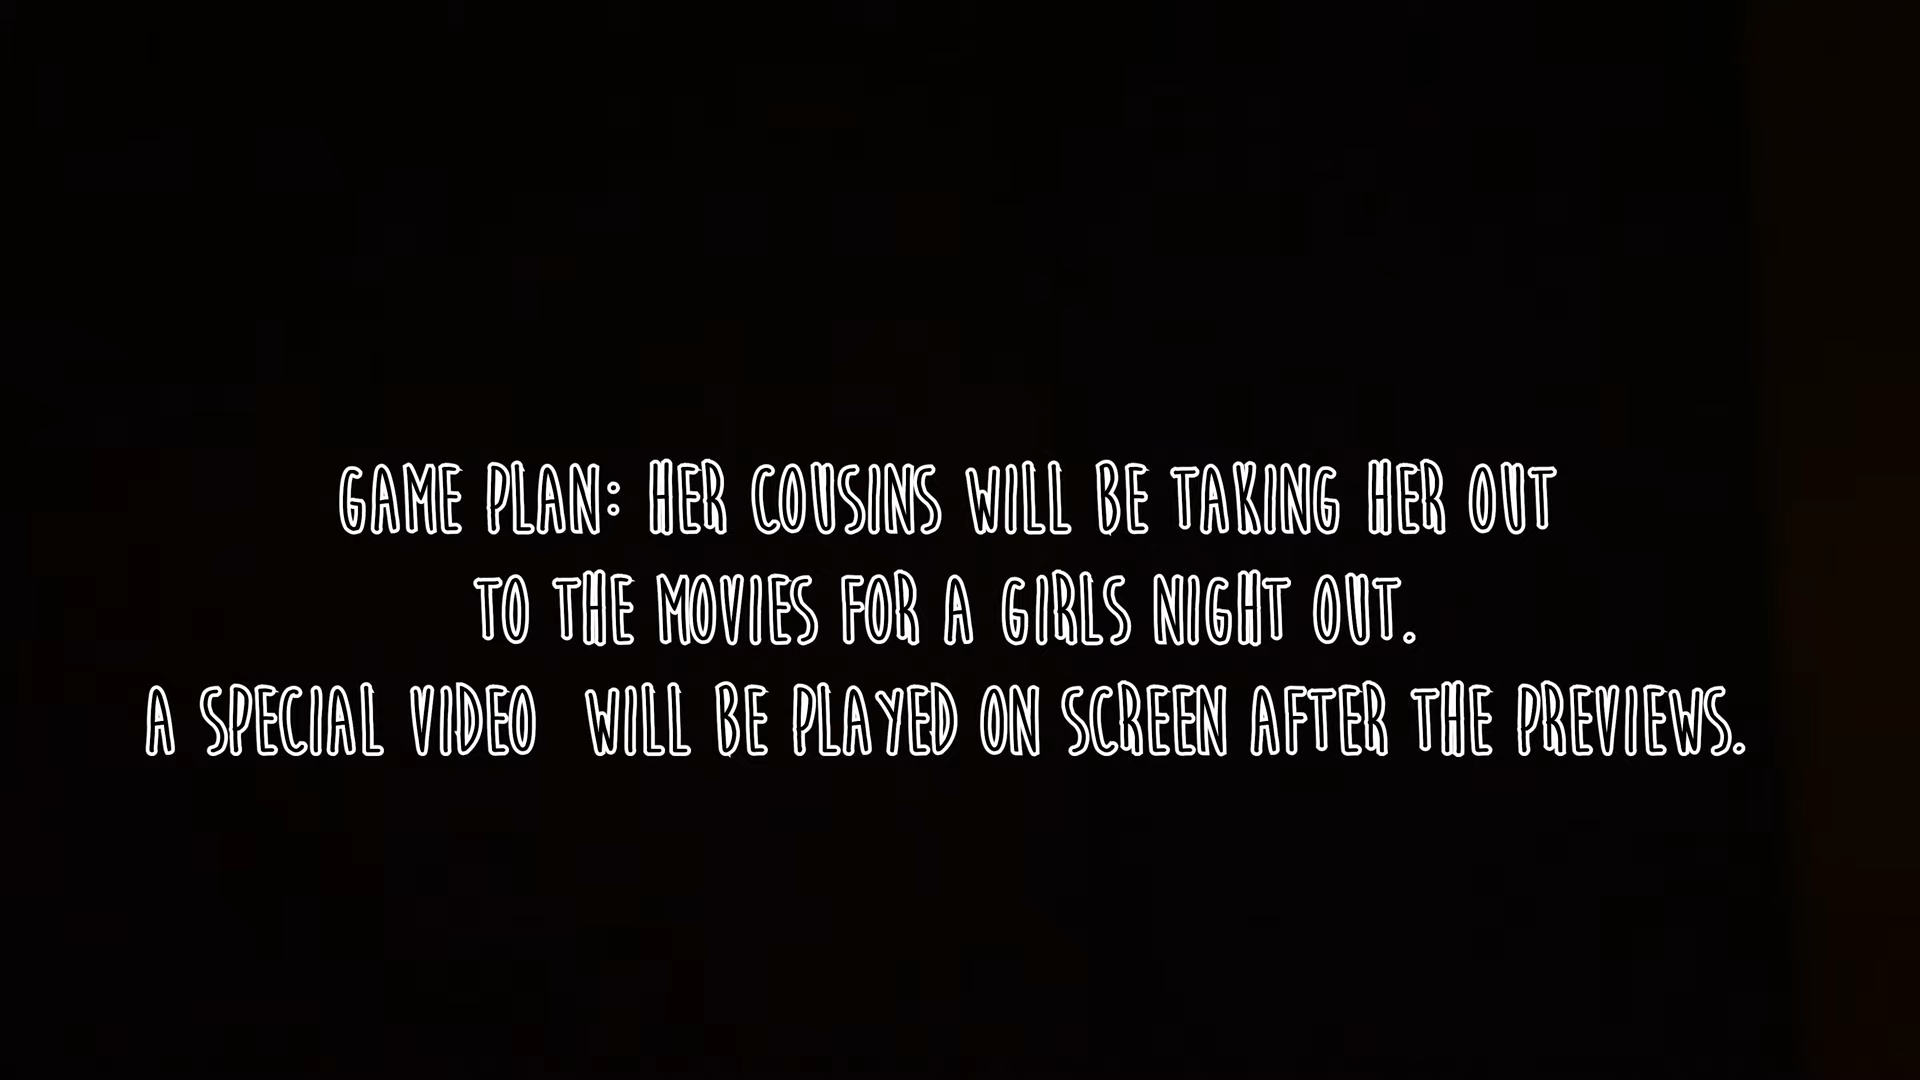 GAME PLAN: HER COUSINS WILL BE TAKING HER OUT
TO THE MOVIES FOR A GIRLS NIGHT OUT.
A SPECIAL VIDEO WILL BE PLAYED ON SCREEN AFTER THE PREVIEWS.